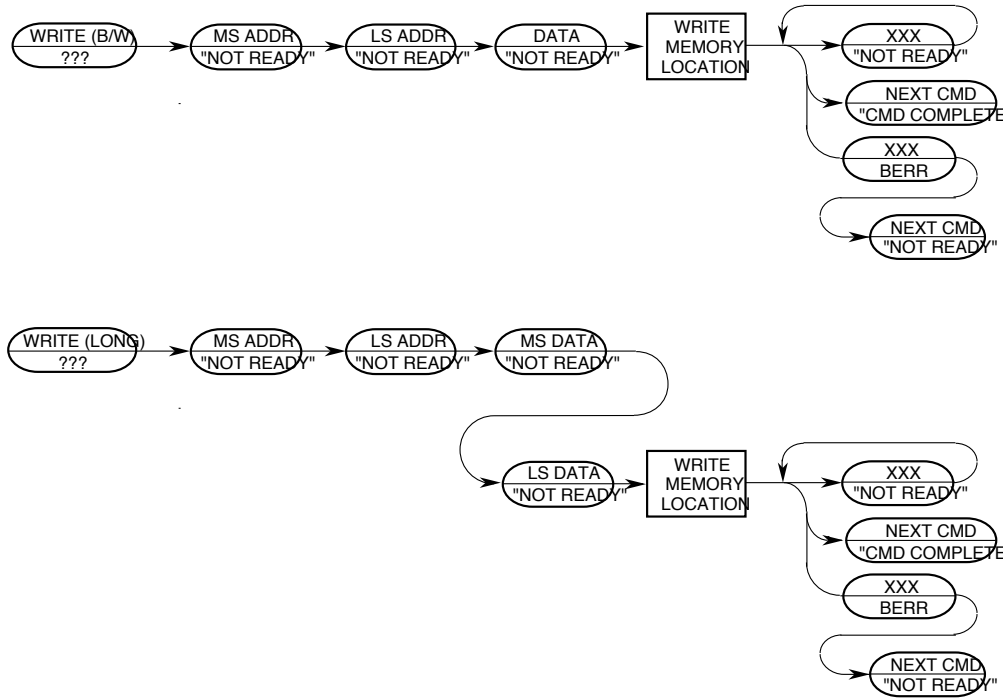 WRITE (B/W)
???
MS ADDR
"NOT READY"
LS ADDR
"NOT READY"
DATA
"NOT READY"
WRITE
MEMORY
LOCATION
XXX
"NOT READY"
NEXT CMD
"CMD COMPLETE
XXX
BERR
NEXT CMD
"NOT READY"
WRITE (LONG)
???
MS ADDR
"NOT READY"
LS ADDR
"NOT READY"
MS DATA
"NOT READY"
LS DATA
"NOT READY"
WRITE
MEMORY
LOCATION
XXX
"NOT READY"
NEXT CMD
"CMD COMPLETE
XXX
BERR
NEXT CMD
"NOT READY"